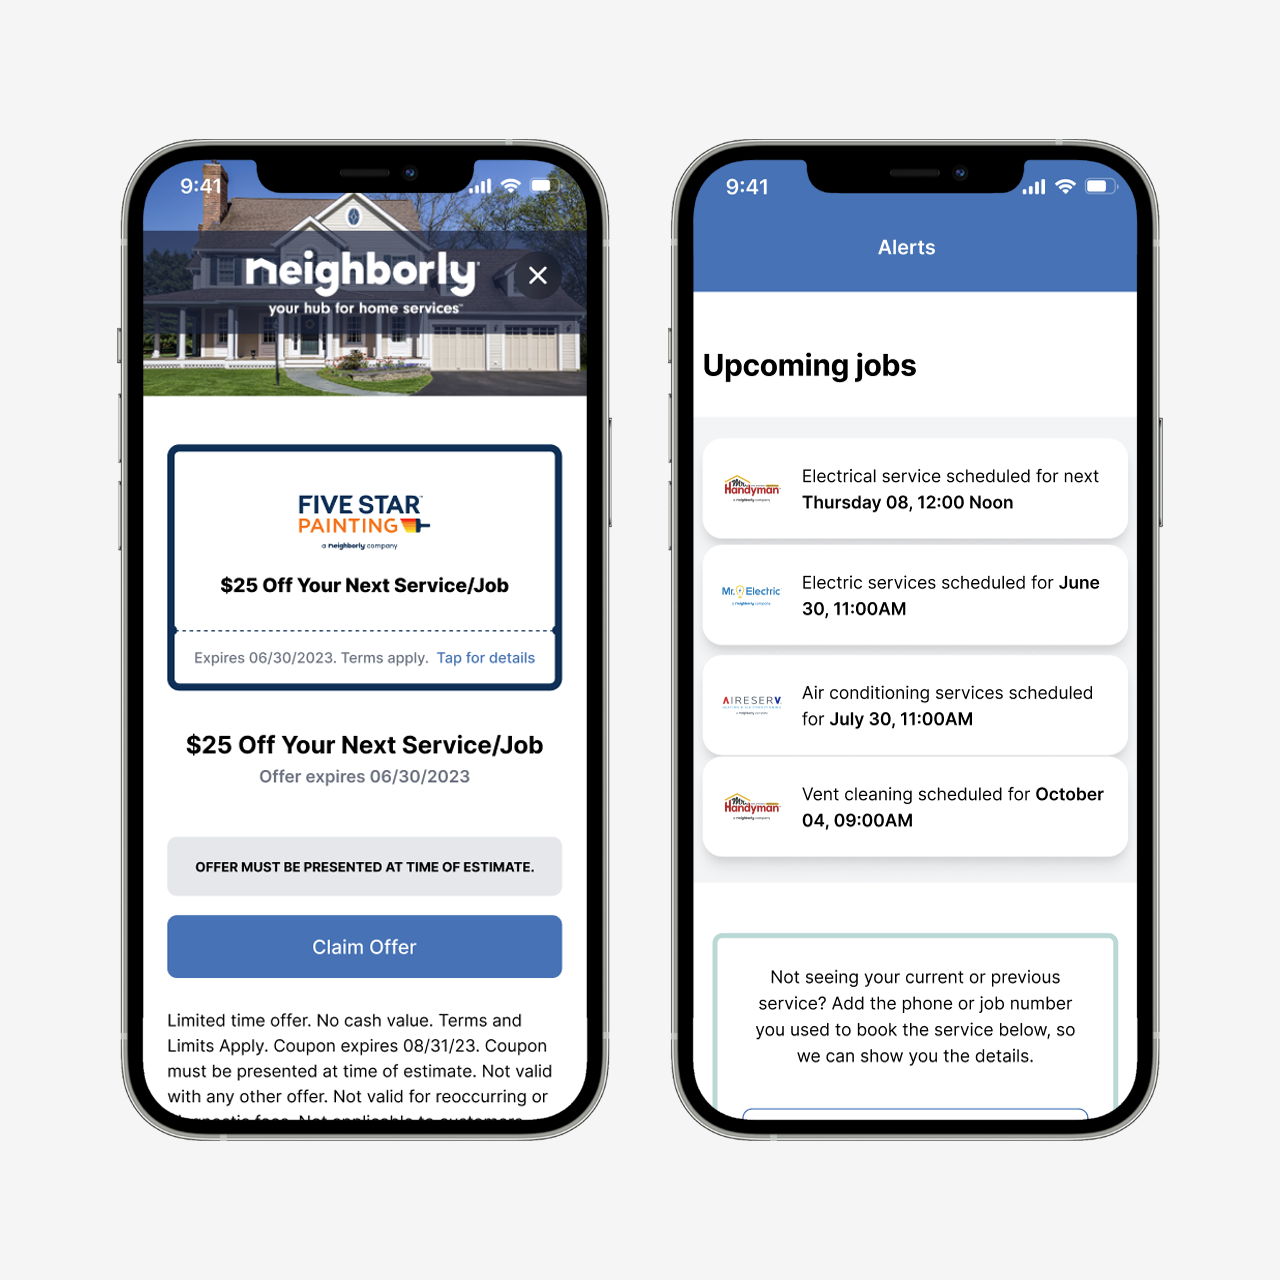 9:41
neighborly
your hub for home services
FIVE STAR
PAINTING
a neighborly company
$25 Off Your Next Service/Job
Expires 06/30/2023. Terms apply. Tap for details
$25 Off Your Next Service/Job
Offer expires 06/30/2023
OFFER MUST BE PRESENTED AT TIME OF ESTIMATE.
Claim Offer
Limited time offer. No cash value. Terms and
Limits Apply. Coupon expires 08/31/23. Coupon
must be presented at time of estimate. Not valid
with any other offer. Not valid for reoccurring or
9:41
Alerts
Upcoming jobs
Mr.
Handyman
a neighborly company
Electrical service scheduled for next
Thursday 08, 12:00 Noon
Mr. Electric
a neighborly company
Electric services scheduled for June
30, 11:00AM
AIRESERV
a neighborly company
Air conditioning services scheduled
for July 30, 11:00AM
Mr.
Handyman
a neighborly company
Vent cleaning scheduled for October
04, 09:00AM
Not seeing your current or previous
service? Add the phone or job number
you used to book the service below, so
we can show you the details.